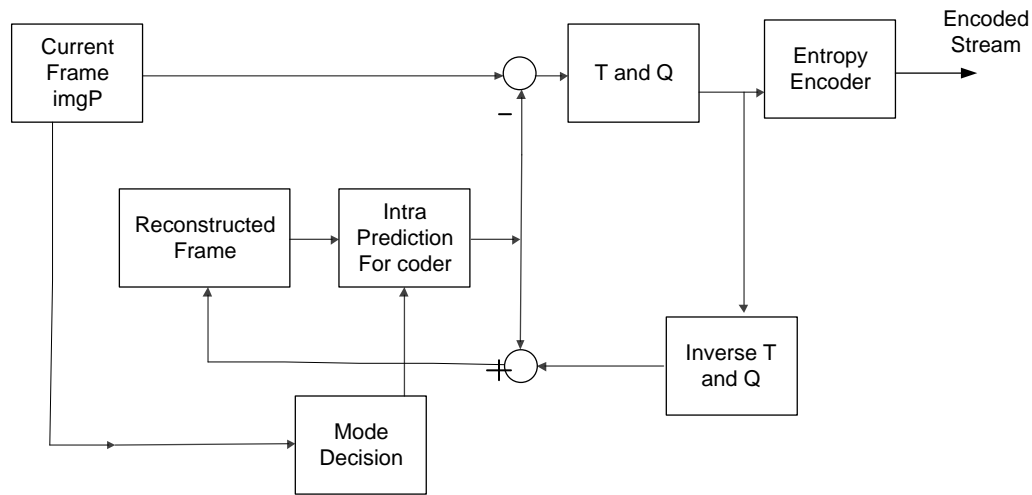 Current
Frame
imgP
T and Q
Entropy
Encoder
Encoded
Stream
−
Reconstructed
Frame
Intra
Prediction
For coder
+
Inverse T
and Q
Mode
Decision